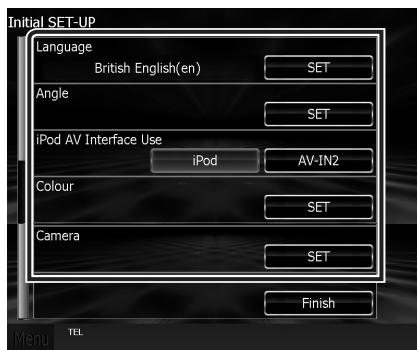 Initial SET-UP
Language
British English(en) SET
Angle
SET
iPod AV Interface Use
iPod AV-IN2
Colour
SET
Camera
SET
Finish
Menu TEL